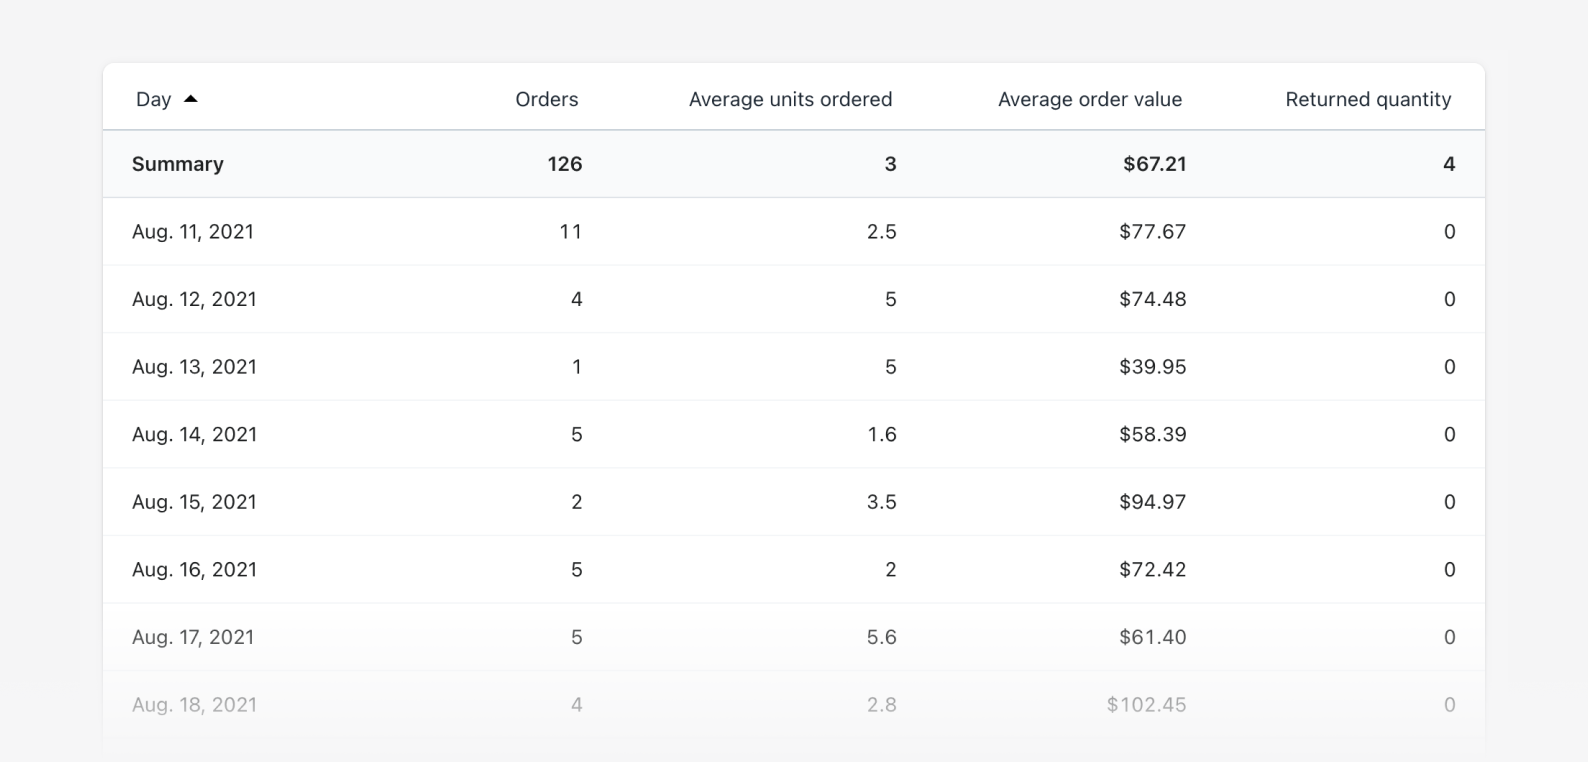 Day Orders Average units ordered Average order value Returned quantity
Summary 126 3 $67.21 4
Aug. 11, 2021 11 2.5 $77.67 0
Aug. 12, 2021 4 5 $74.48 0
Aug. 13, 2021 1 5 $39.95 0
Aug. 14, 2021 5 1.6 $58.39 0
Aug. 15, 2021 2 3.5 $94.97 0
Aug. 16, 2021 5 2 $72.42 0
Aug. 17, 2021 5 5.6 $61.40 0
Aug. 18, 2021 4 2.8 $102.45 0